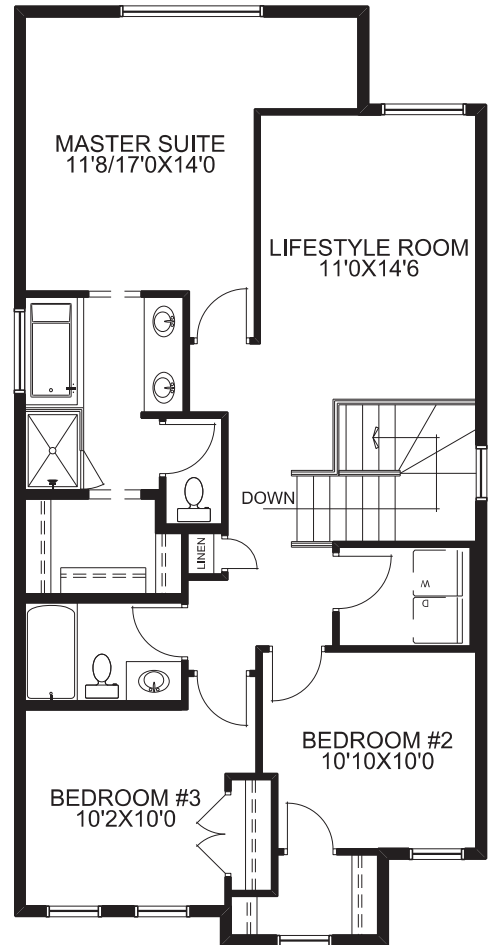 MASTER SUITE
11'8/17'0X14'0
LIFESTYLE ROOM
11'0X14'6
DOWN
LINEN
W
D
BEDROOM #2
10'10X10'0
BEDROOM #3
10'2X10'0